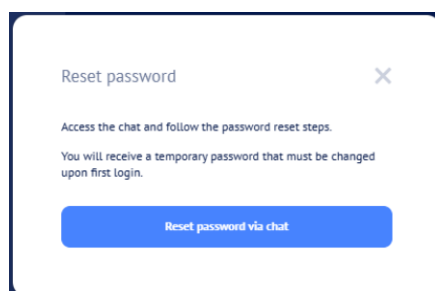 Reset password
Access the chat and follow the password reset steps.
You will receive a temporary password that must be changed
upon first login.
Reset password via chat